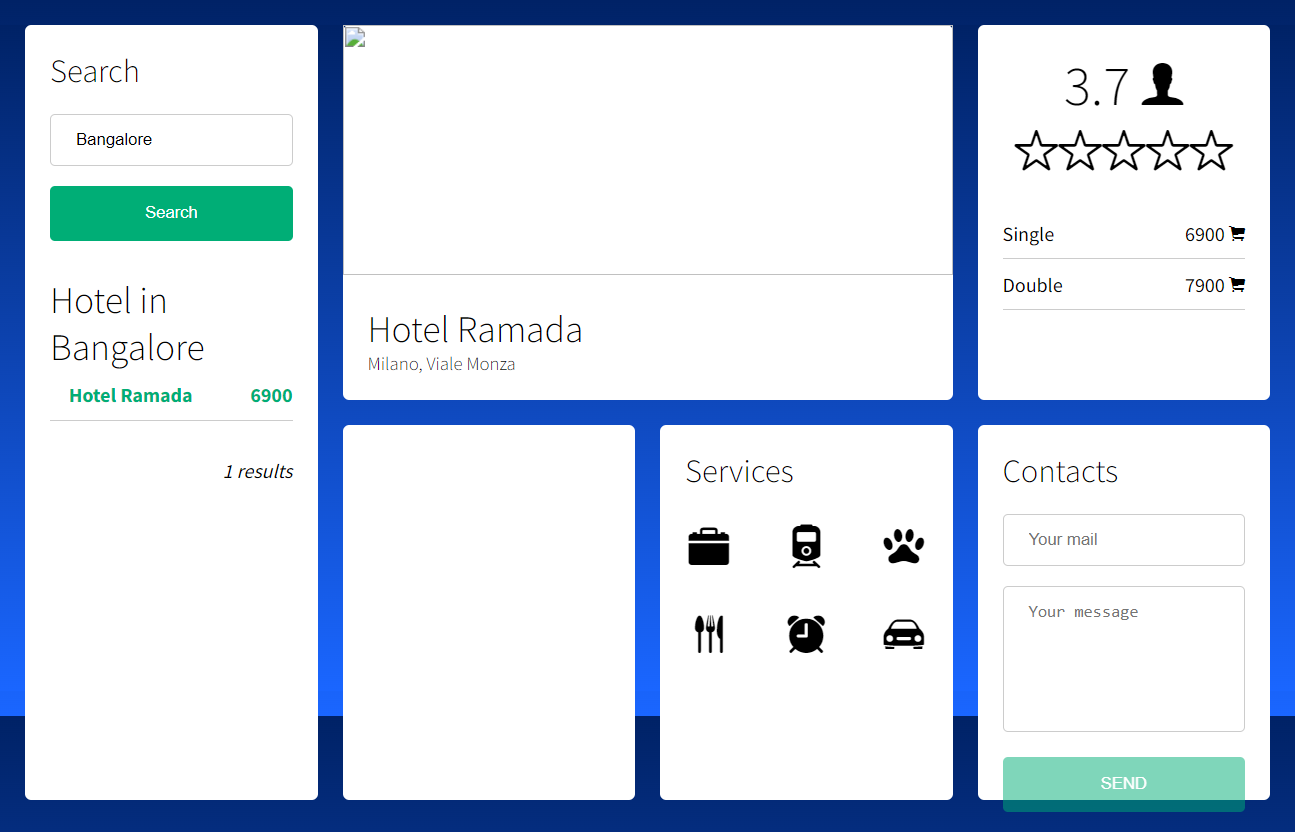 Search
Bangalore
Search
Hotel in
Bangalore
Hotel Ramada 6900
1 results
Hotel Ramada
Milano, Viale Monza
3.7
Single 6900
Double 7900
Services
Contacts
Your mail
Your message
SEND